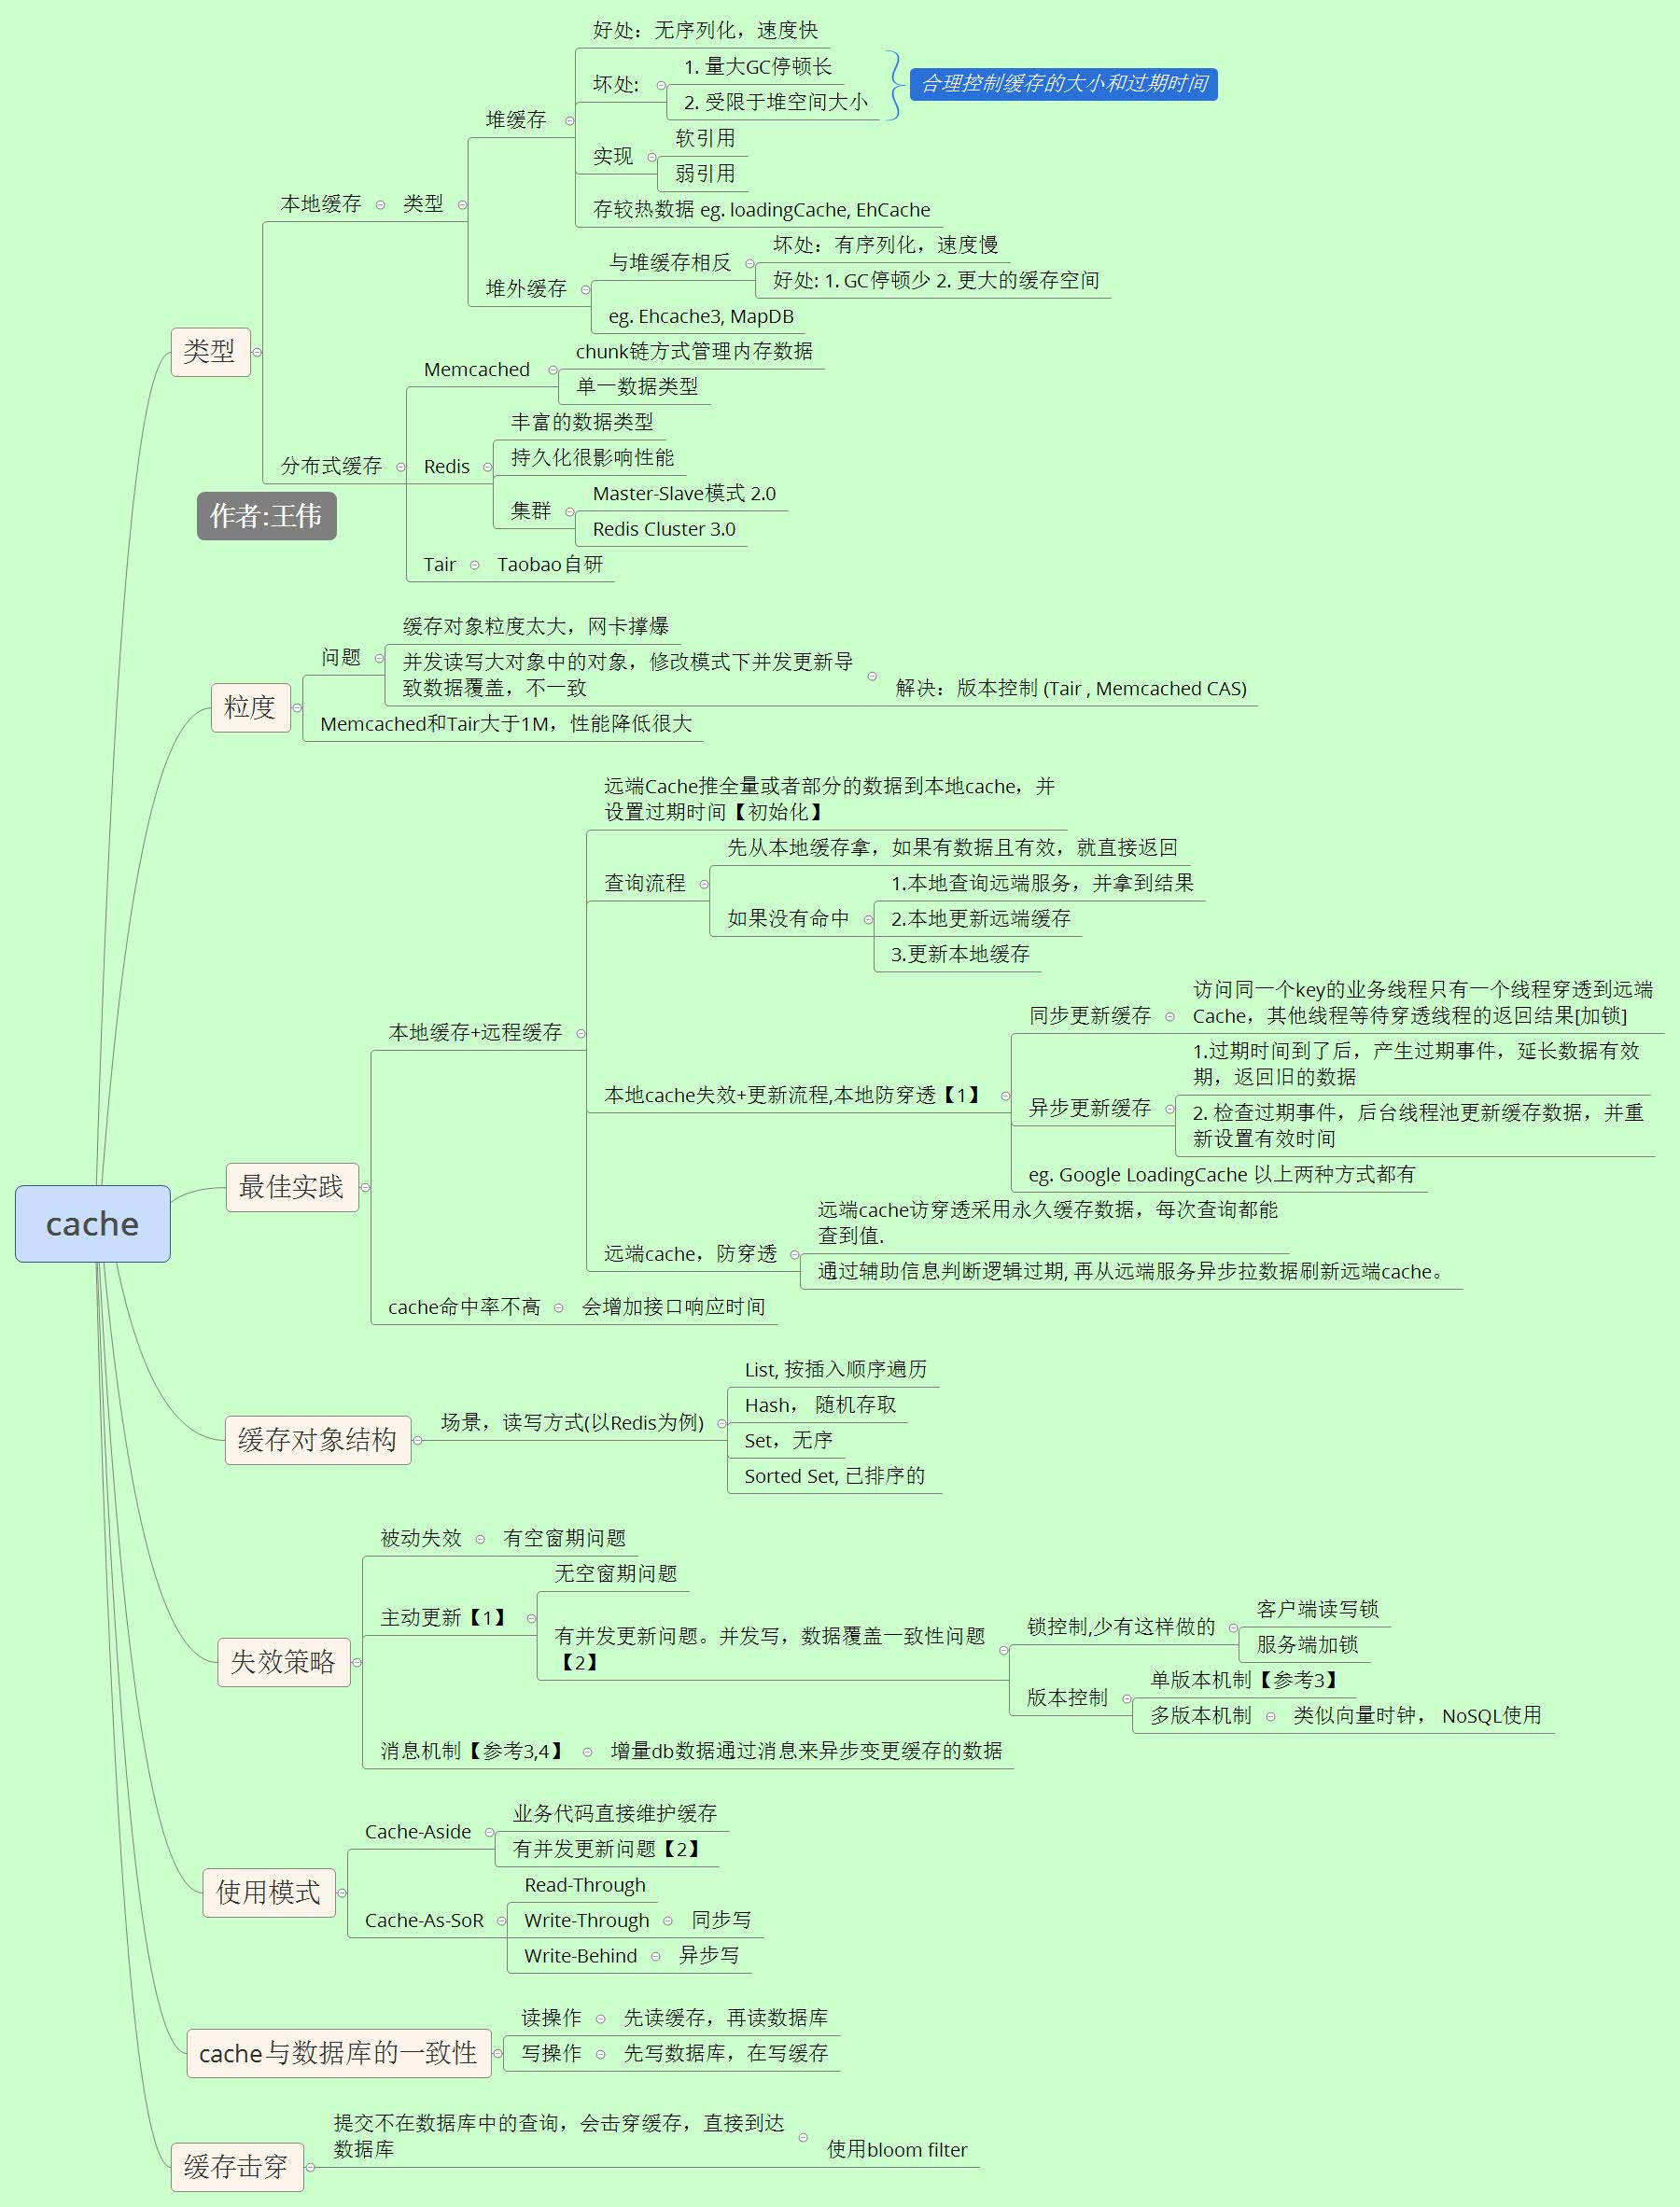 好处：无序列化，速度快
坏处:
1. 量大GC停顿长
2. 受限于堆空间大小
合理控制缓存的大小和过期时间
堆缓存
实现
软引用
弱引用
存较热数据 eg. loadingCache, EhCache
本地缓存
类型
堆外缓存
与堆缓存相反
坏处：有序列化，速度慢
好处: 1. GC停顿少 2. 更大的缓存空间
eg. Ehcache3, MapDB
类型
Memcached
chunk链方式管理内存数据
单一数据类型
分布式缓存
Redis
丰富的数据类型
持久化很影响性能
集群
Master-Slave模式 2.0
Redis Cluster 3.0
作者:王伟
Tair
Taobao自研
粒度
问题
缓存对象粒度太大，网卡撑爆
并发读写大对象中的对象，修改模式下并发更新导
致数据覆盖，不一致
解决：版本控制 (Tair , Memcached CAS)
Memcached和Tair大于1M，性能降低很大
cache
最佳实践
本地缓存+远程缓存
远端Cache推全量或者部分的数据到本地cache，并
设置过期时间【初始化】
查询流程
先从本地缓存拿，如果有数据且有效，就直接返回
如果没有命中
1.本地查询远端服务，并拿到结果
2.本地更新远端缓存
3.更新本地缓存
本地cache失效+更新流程,本地防穿透【1】
同步更新缓存
访问同一个key的业务线程只有一个线程穿透到远端
Cache，其他线程等待穿透线程的返回结果[加锁]
异步更新缓存
1.过期时间到了后，产生过期事件，延长数据有效
期，返回旧的数据
2. 检查过期事件，后台线程池更新缓存数据，并重
新设置有效时间
eg. Google LoadingCache 以上两种方式都有
远端cache，防穿透
远端cache访穿透采用永久缓存数据，每次查询都能
查到值.
通过辅助信息判断逻辑过期, 再从远端服务异步拉数据刷新远端cache。
cache命中率不高
会增加接口响应时间
缓存对象结构
场景，读写方式(以Redis为例)
List, 按插入顺序遍历
Hash， 随机存取
Set，无序
Sorted Set, 已排序的
失效策略
被动失效
有空窗期问题
主动更新【1】
无空窗期问题
有并发更新问题。并发写，数据覆盖一致性问题
【2】
锁控制,少有这样做的
客户端读写锁
服务端加锁
版本控制
单版本机制【参考3】
多版本机制
类似向量时钟， NoSQL使用
消息机制【参考3,4】
增量db数据通过消息来异步变更缓存的数据
使用模式
Cache-Aside
业务代码直接维护缓存
有并发更新问题【2】
Cache-As-SoR
Read-Through
Write-Through
同步写
Write-Behind
异步写
cache与数据库的一致性
读操作
先读缓存，再读数据库
写操作
先写数据库，在写缓存
缓存击穿
提交不在数据库中的查询，会击穿缓存，直接到达
数据库
使用bloom filter